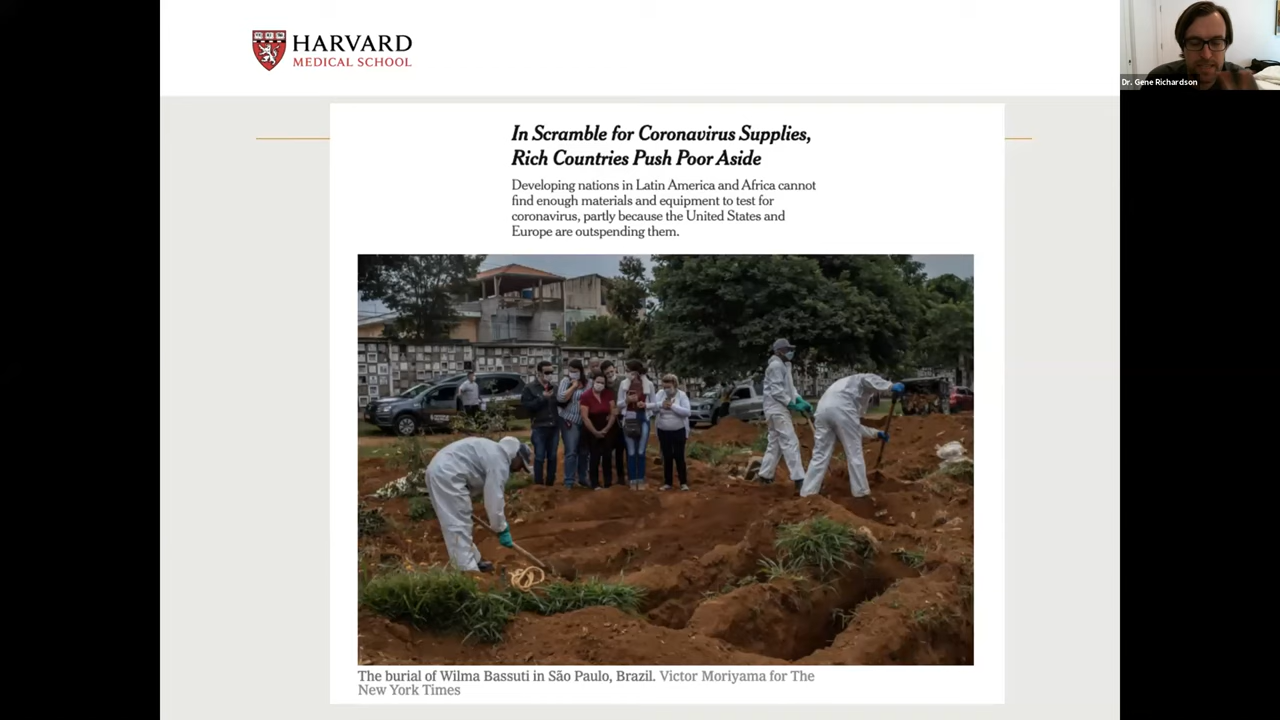 HARVARD
MEDICAL SCHOOL
Dr. Gene Richardson
In Scramble for Coronavirus Supplies,
Rich Countries Push Poor Aside
Developing nations in Latin America and Africa cannot
find enough materials and equipment to test for
coronavirus, partly because the United States and
Europe are outspending them.
The burial of Wilma Bassuti in São Paulo, Brazil. Victor Moriyama for The
New York Times